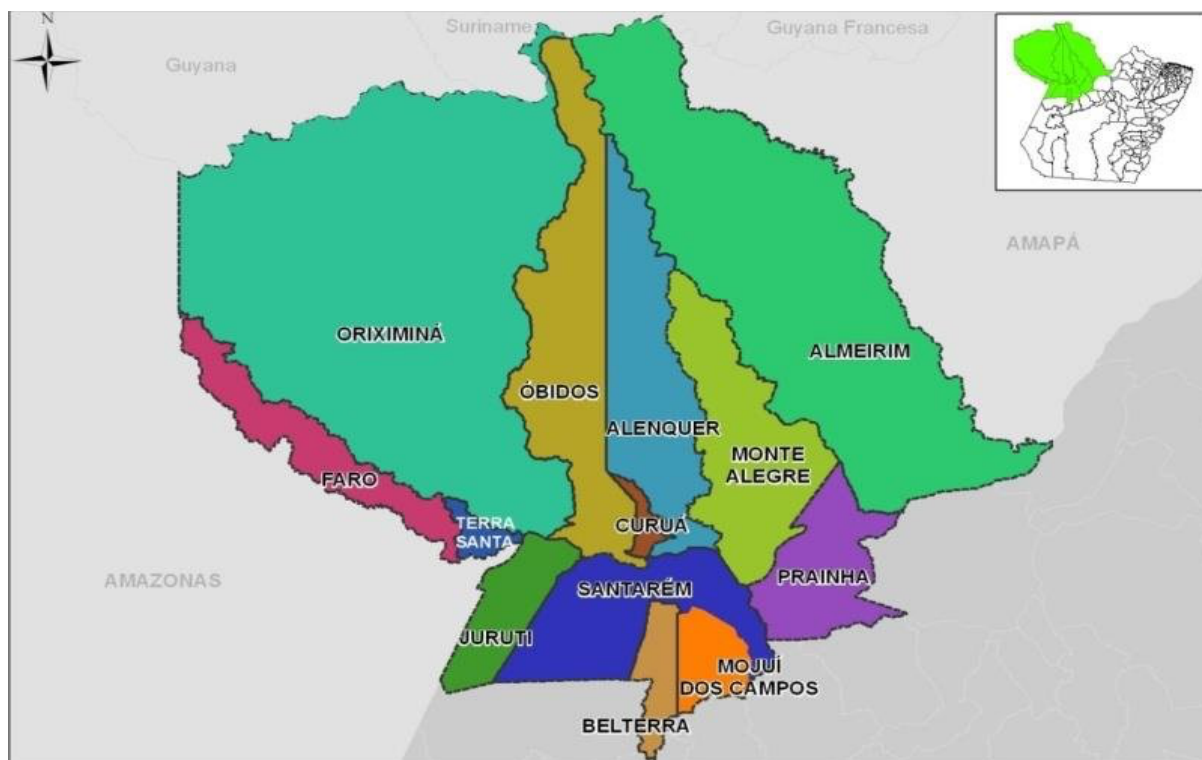 N
Suriname
Guyana Francesa
Guyana
AMAPÁ
ORIXIMINÁ
ALMEIRIM
ÓBIDOS
ALENQUER
MONTE
ALEGRE
FARO
TERRA
SANTA
CURUÁ
AMAZONAS
SANTARÉM
PRAINHA
JURUTI
MOJUÍ
DOS CAMPOS
BELTERRA